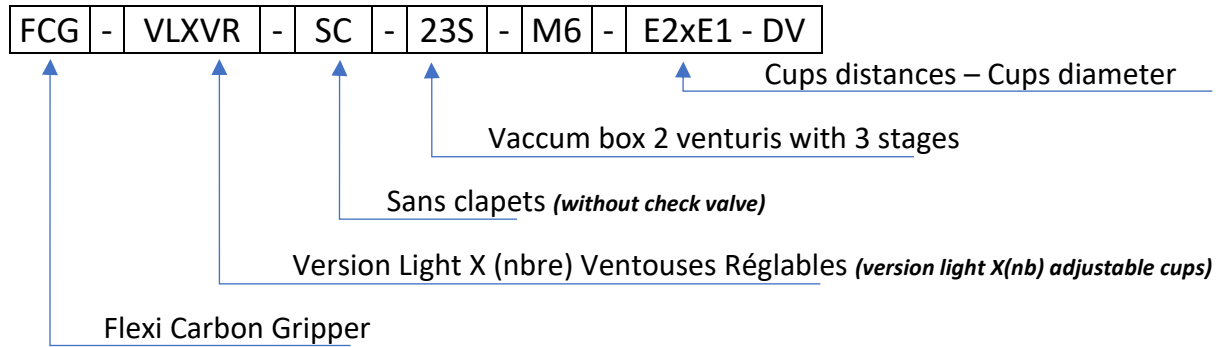 FCG - VLXVR - SC - 23S - M6 - E2xE1 - DV
Cups distances – Cups diameter
Vaccum box 2 venturis with 3 stages
Sans clapets (without check valve)
Version Light X (nbre) Ventouses Réglables (version light X(nb) adjustable cups)
Flexi Carbon Gripper